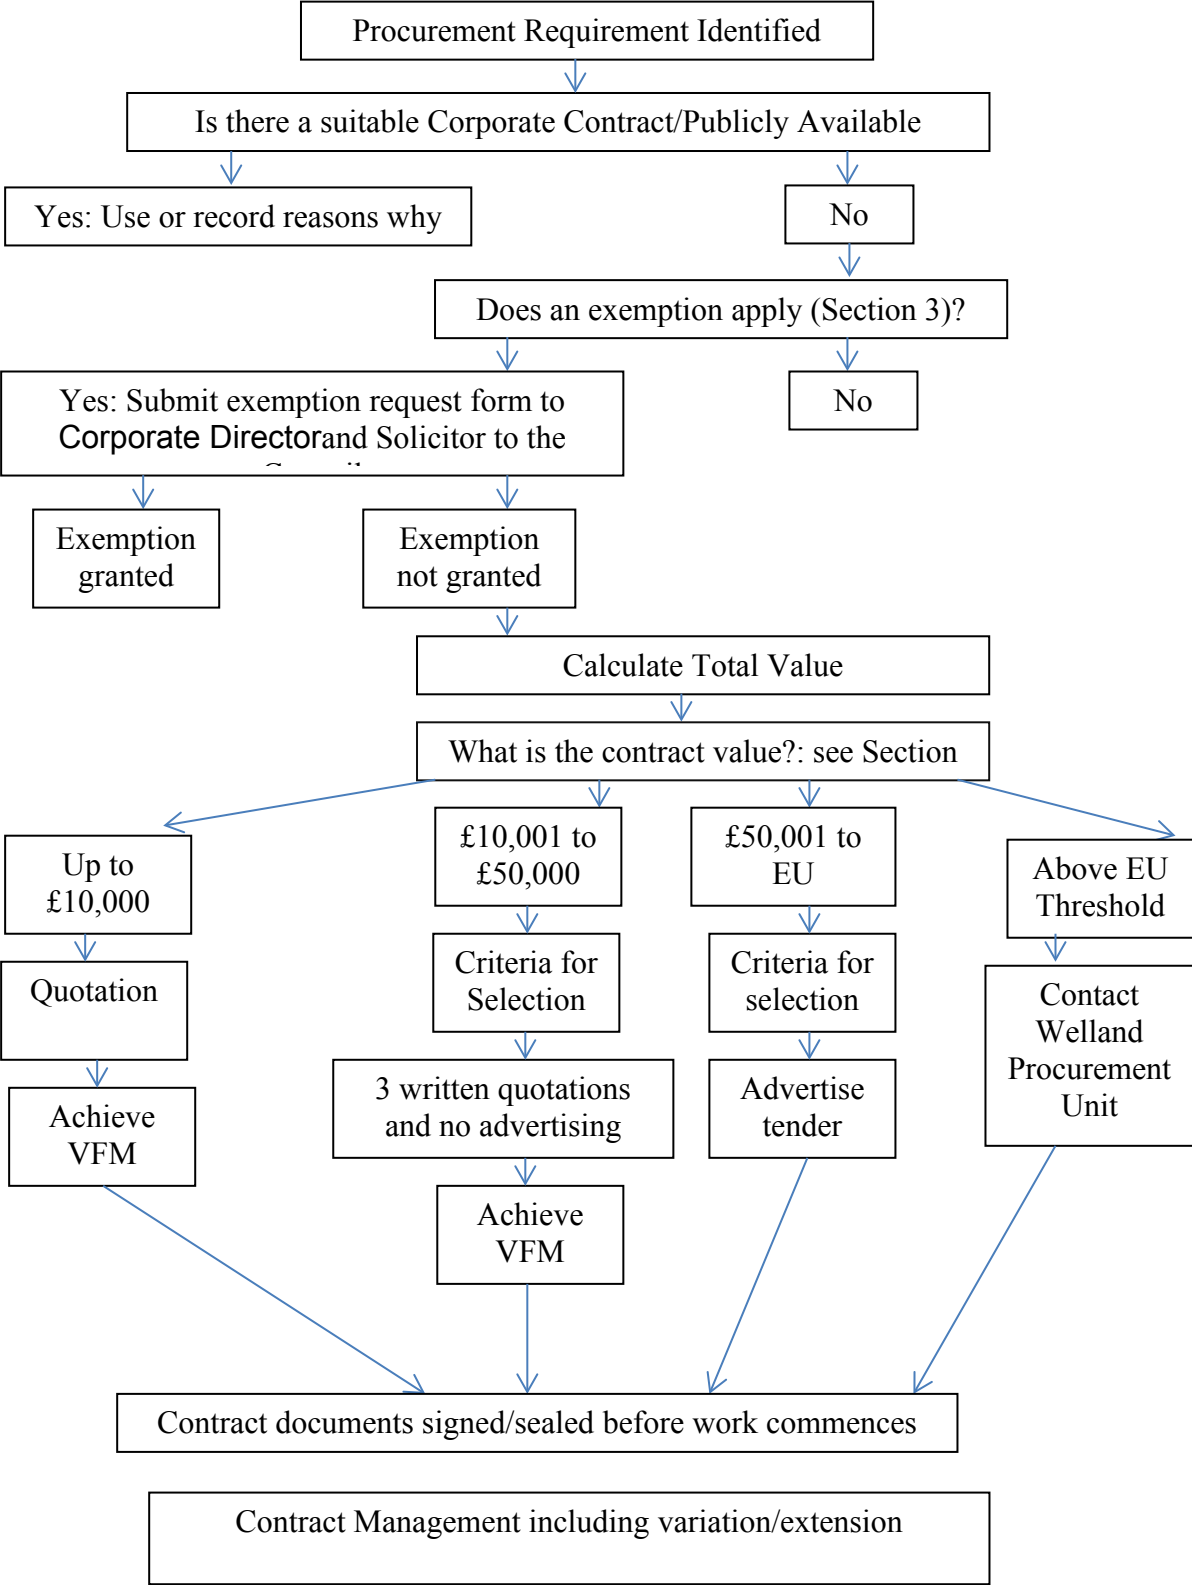 Procurement Requirement Identified
Is there a suitable Corporate Contract/Publicly Available
Yes: Use or record reasons why
No
Does an exemption apply (Section 3)?
Yes: Submit exemption request form to
Corporate Directorand Solicitor to the
No
Exemption
granted
Exemption
not granted
Calculate Total Value
What is the contract value?: see Section
Up to
£10,000
£10,001 to
£50,000
£50,001 to
EU
Above EU
Threshold
Quotation
Criteria for
Selection
Criteria for
selection
Contact
Welland
Procurement
Unit
Achieve
VFM
3 written quotations
and no advertising
Advertise
tender
Achieve
VFM
Contract documents signed/sealed before work commences
Contract Management including variation/extension